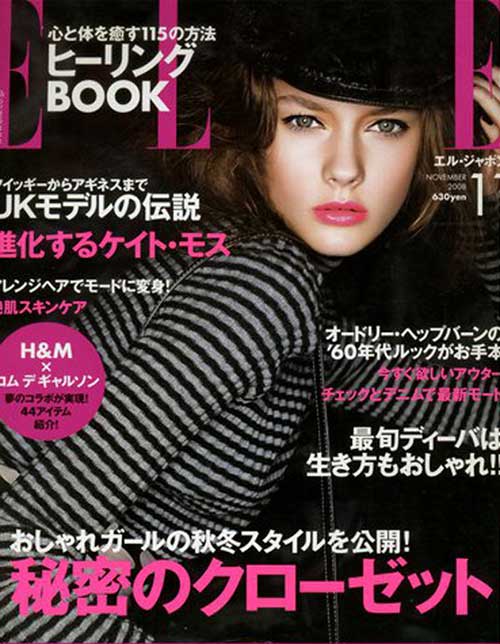 ELLE
心と体を癒す115の方法
ヒーリング
BOOK
エル・ジャポン
NOVEMBER
2008
11
630yen
ツイッギーからアギネスまで
UKモデルの伝説
進化するケイト・モス
アレンジヘアでモードに変身!
艶肌スキンケア
H&M
×
コム デ ギャルソン
夢のコラボが実現!
44アイテム
紹介!
オードリー・ヘップバーンの
'60年代ルックがお手本
今すぐ欲しいアウター
チェックとデニムで最新モード
最旬ディーバは
生き方もおしゃれ!!
おしゃれガールの秋冬スタイルを公開!
秘密のクローゼット